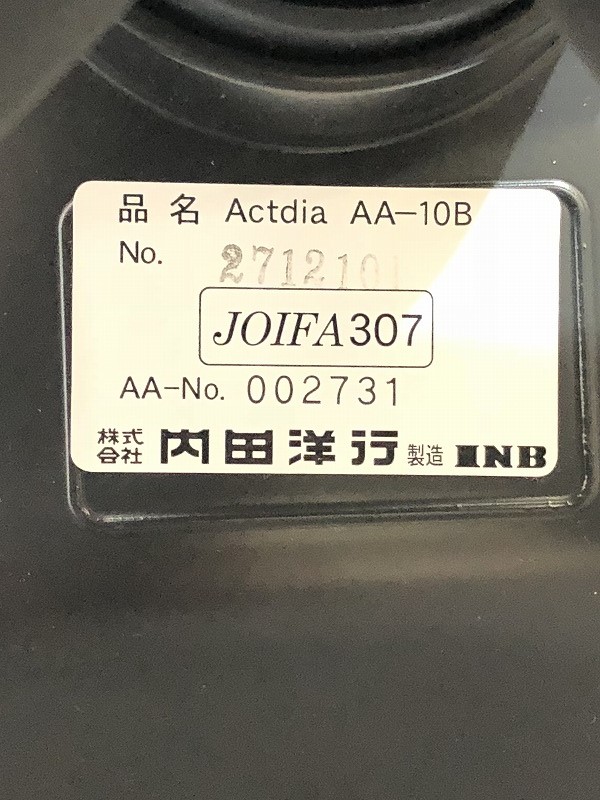 品名 Actdia AA-10B
No. 2712101
JOIFA307
AA-No. 002731
株式会社 内田洋行 製造 INB